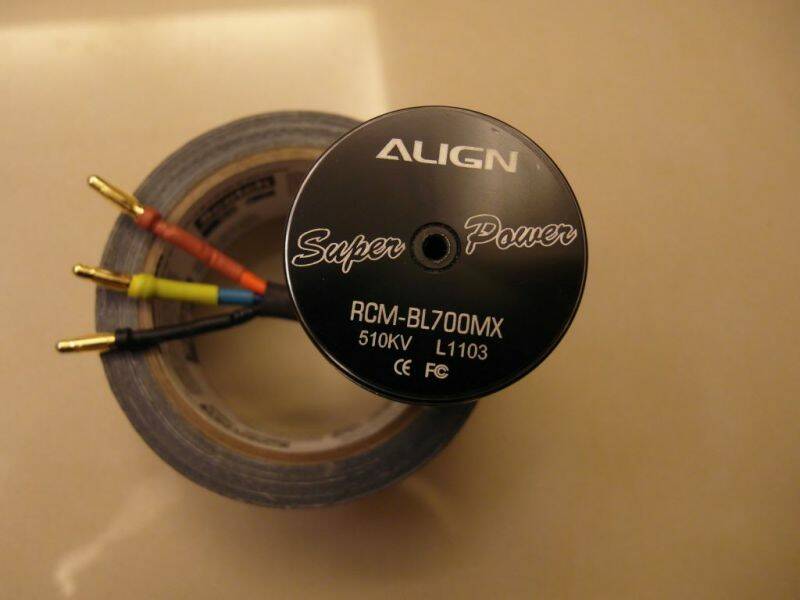 ALIGN
Super Power
RCM-BL700MX
510KV L1103
CE FC